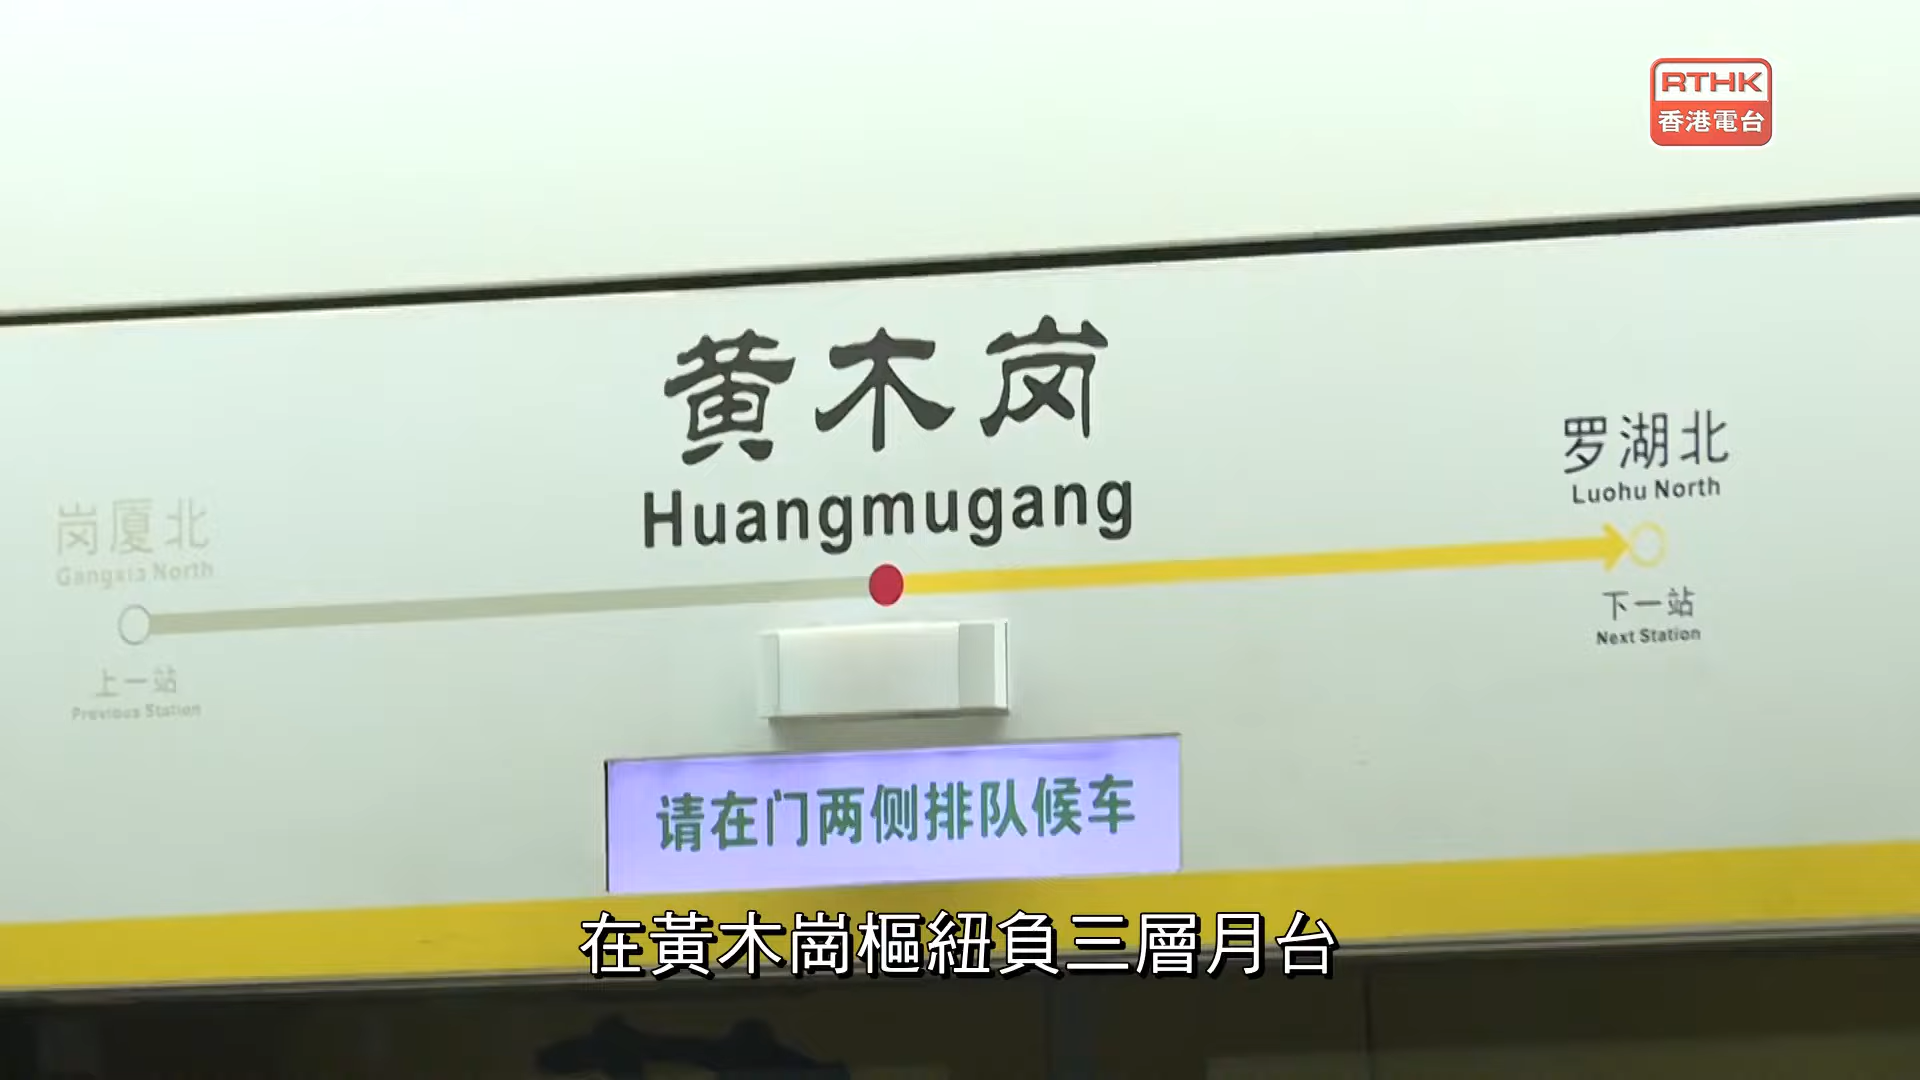 RTHK
香港電台
黄木岗
Huangmugang
罗湖北
Luohu North
岗厦北
Gangxia North
下一站
Next Station
上一站
Previous Station
请在门两侧排队候车
在黃木崗樞紐負三層月台